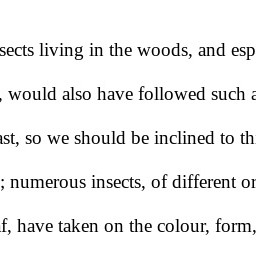 sects living in the woods, and esp
, would also have followed such a
ast, so we should be inclined to th
; numerous insects, of different or
f, have taken on the colour, form,